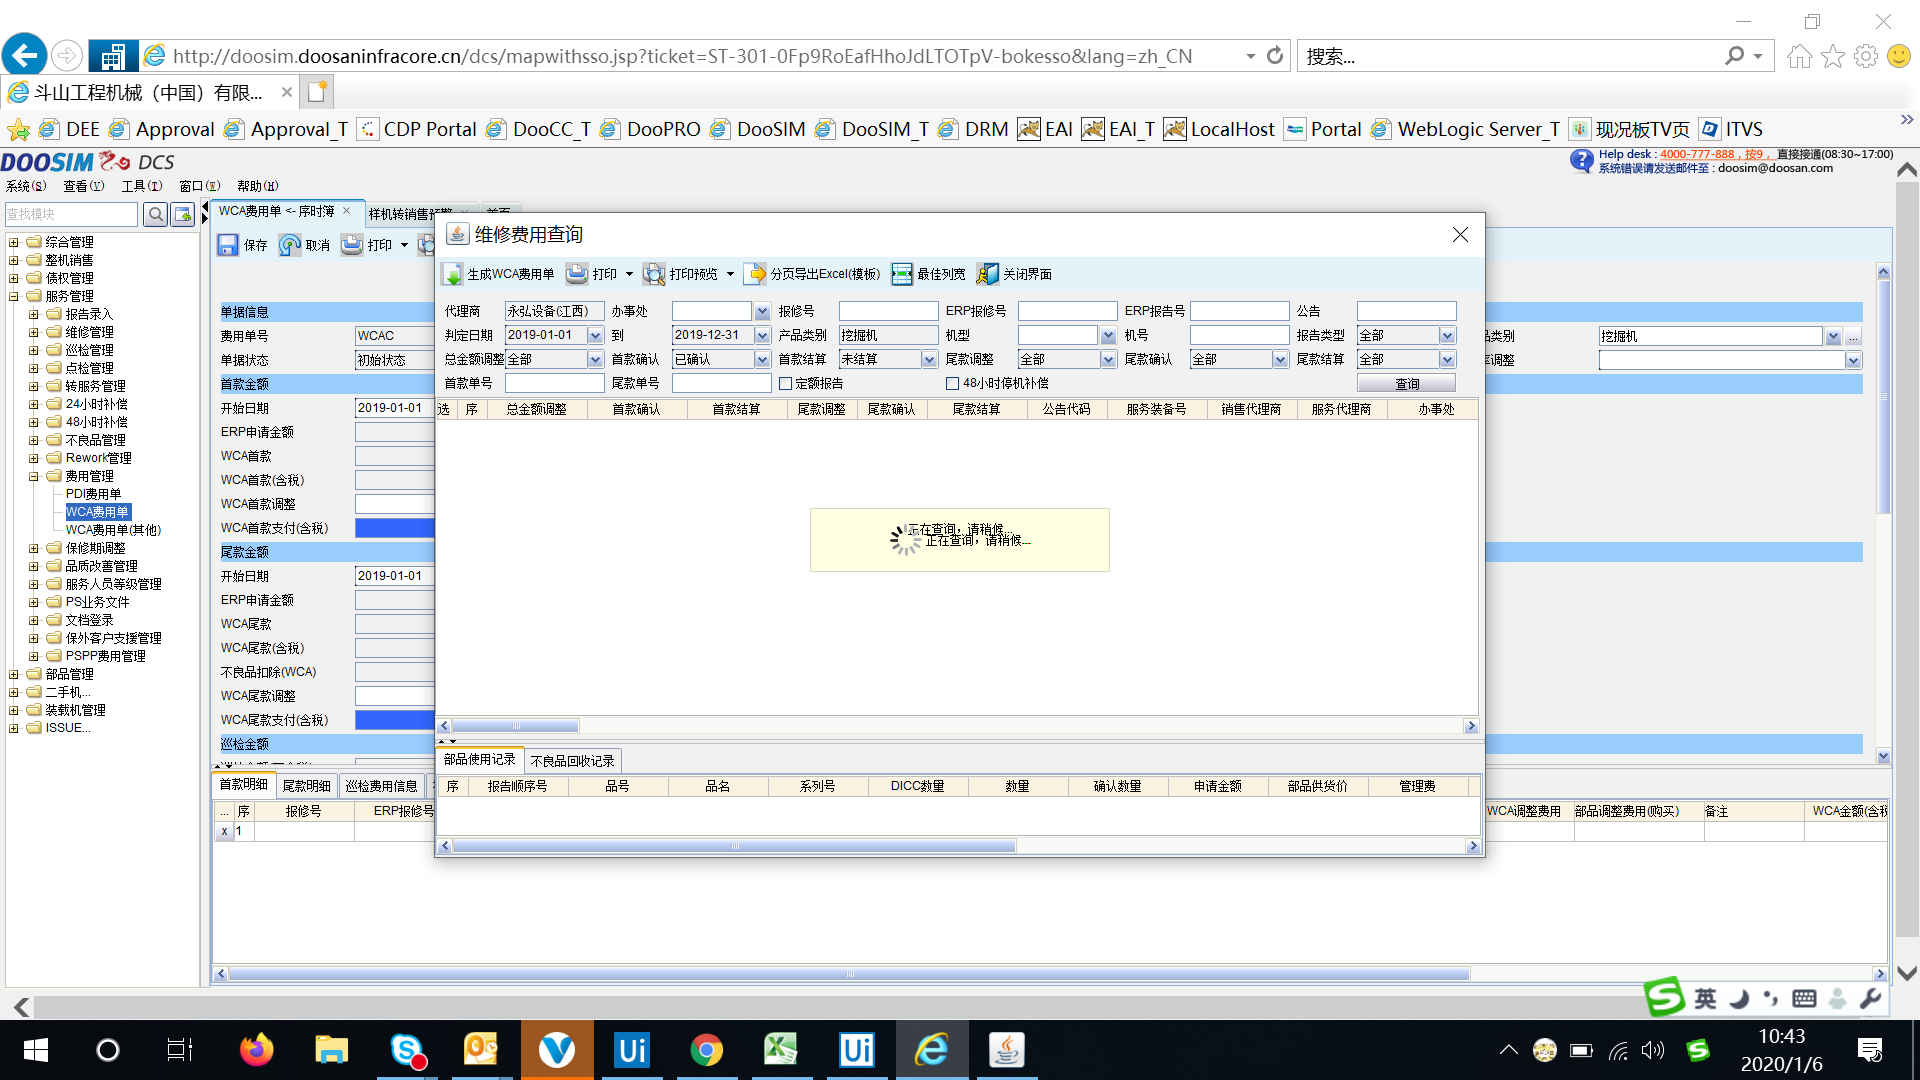 http://doosim.doosaninfracore.cn/dcs/mapwithsso.jsp?ticket=ST-301-0Fp9RoEafHhoJdLTOTpV-bokesso&lang=zh_CN
搜索...
斗山工程机械（中国）有限...
DEE Approval Approval_T CDP Portal DooCC_T DooPRO DooSIM DooSIM_T DRM EAI EAI_T LocalHost Portal WebLogic Server_T 现况板TV页 ITVS
DOOSIM DCS
Help desk : 4000-777-888，按9， 直接接通(08:30~17:00)
系统错误请发送邮件至 : doosim@doosan.com
系统(S) 查看(V) 工具(T) 窗口(W) 帮助(H)
查找模块
综合管理
整机销售
债权管理
服务管理
报告录入
维修管理
巡检管理
点检管理
转服务管理
24小时补偿
48小时补偿
不良品管理
Rework管理
费用管理
PDI费用单
WCA费用单
WCA费用单(其他)
保修期调整
品质改善管理
服务人员等级管理
PS业务文件
文档登录
保外客户支援管理
PSPP费用管理
部品管理
二手机...
装载机管理
ISSUE...
WCA费用单 <- 序时簿 样机转销售预警 首页
保存 取消 打印
单据信息
费用单号 WCAC
单据状态 初始状态
首款金额
开始日期 2019-01-01
ERP申请金额
WCA首款
WCA首款(含税)
WCA首款调整
WCA首款支付(含税)
尾款金额
开始日期 2019-01-01
ERP申请金额
WCA尾款
WCA尾款(含税)
不良品扣除(WCA)
WCA尾款调整
WCA尾款支付(含税)
巡检金额
首款明细 尾款明细 巡检费用信息
... 序 报修号 ERP报修号
x 1
品类别 挖掘机 ...
调整
WCA调整费用 部品调整费用(购买) 备注 WCA金额(含税
维修费用查询
生成WCA费用单 打印 打印预览 分页导出Excel(模板) 最佳列宽 关闭界面
代理商 永弘设备(江西) 办事处 报修号 ERP报修号 ERP报告号 公告
判定日期 2019-01-01 到 2019-12-31 产品类别 挖掘机 机型 机号 报告类型 全部
总金额调整 全部 首款确认 已确认 首款结算 未结算 尾款调整 全部 尾款确认 全部 尾款结算 全部
首款单号 尾款单号 定额报告 48小时停机补偿 查询
选 序 总金额调整 首款确认 首款结算 尾款调整 尾款确认 尾款结算 公告代码 服务装备号 销售代理商 服务代理商 办事处
正在查询，请稍候...
正在查询，请稍候...
部品使用记录 不良品回收记录
序 报告顺序号 品号 品名 系列号 DICC数量 数量 确认数量 申请金额 部品供货价 管理费
英
10:43
2020/1/6